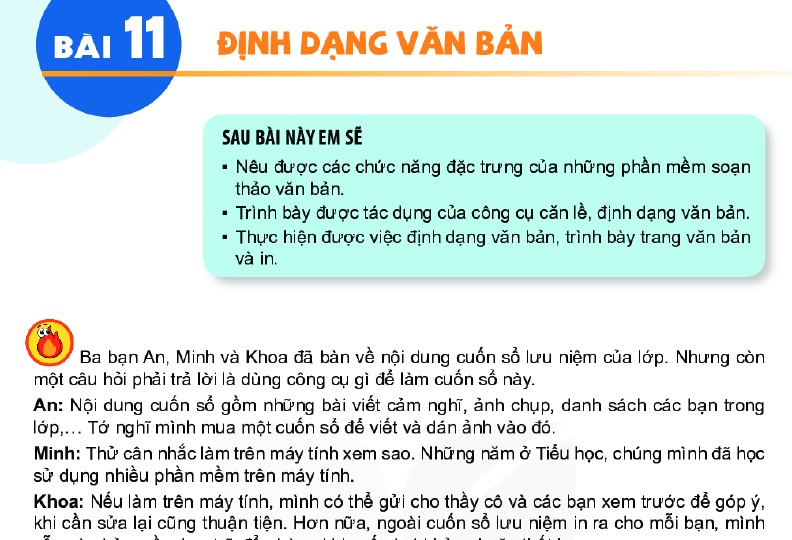 BÀI 11
ĐỊNH DẠNG VĂN BẢN
SAU BÀI NÀY EM SẼ
▪ Nêu được các chức năng đặc trưng của những phần mềm soạn
thảo văn bản.
▪ Trình bày được tác dụng của công cụ căn lề, định dạng văn bản.
▪ Thực hiện được việc định dạng văn bản, trình bày trang văn bản
và in.
Ba bạn An, Minh và Khoa đã bàn về nội dung cuốn sổ lưu niệm của lớp. Nhưng còn
một câu hỏi phải trả lời là dùng công cụ gì để làm cuốn sổ này.
An: Nội dung cuốn sổ gồm những bài viết cảm nghĩ, ảnh chụp, danh sách các bạn trong
lớp,... Tớ nghĩ mình mua một cuốn sổ để viết và dán ảnh vào đó.
Minh: Thử cân nhắc làm trên máy tính xem sao. Những năm ở Tiểu học, chúng mình đã học
sử dụng nhiều phần mềm trên máy tính.
Khoa: Nếu làm trên máy tính, mình có thể gửi cho thầy cô và các bạn xem trước để góp ý,
khi cần sửa lại cũng thuận tiện. Hơn nữa, ngoài cuốn sổ lưu niệm in ra cho mỗi bạn, mình